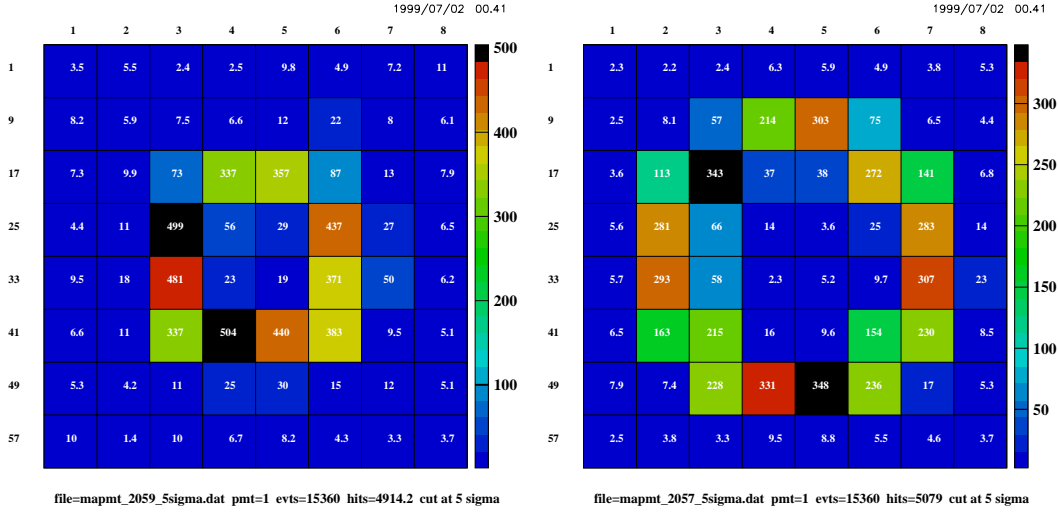 1999/07/02 00.41
1 2 3 4 5 6 7 8
1 3.5 5.5 2.4 2.5 9.8 4.9 7.2 11
9 8.2 5.9 7.5 6.6 12 22 8 6.1
17 7.3 9.9 73 337 357 87 13 7.9
25 4.4 11 499 56 29 437 27 6.5
33 9.5 18 481 23 19 371 50 6.2
41 6.6 11 337 504 440 383 9.5 5.1
49 5.3 4.2 11 25 30 15 12 5.1
57 10 1.4 10 6.7 8.2 4.3 3.3 3.7
500
400
300
200
100
file=mapmt_2059_5sigma.dat pmt=1 evts=15360 hits=4914.2 cut at 5 sigma
1999/07/02 00.41
1 2 3 4 5 6 7 8
1 2.3 2.2 2.4 6.3 5.9 4.9 3.8 5.3
9 2.5 8.1 57 214 303 75 6.5 4.4
17 3.6 113 343 37 38 272 141 6.8
25 5.6 281 66 14 3.6 25 283 14
33 5.7 293 58 2.3 5.2 9.7 307 23
41 6.5 163 215 16 9.6 154 230 8.5
49 7.9 7.4 228 331 348 236 17 5.3
57 2.5 3.8 3.3 9.5 8.8 5.5 4.6 3.7
300
250
200
150
100
50
file=mapmt_2057_5sigma.dat pmt=1 evts=15360 hits=5079 cut at 5 sigma